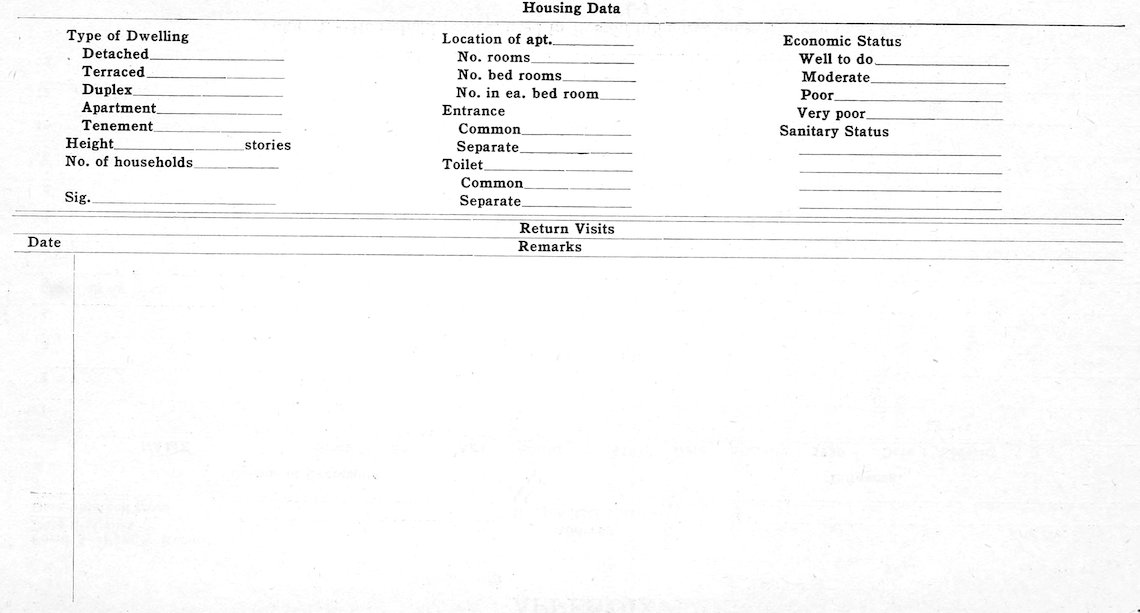 Housing Data
Type of Dwelling
Detached
Terraced
Duplex
Apartment
Tenement
Height stories
No. of households
Sig.
Location of apt.
No. rooms
No. bed rooms
No. in ea. bed room
Entrance
Common
Separate
Toilet
Common
Separate
Economic Status
Well to do
Moderate
Poor
Very poor
Sanitary Status
Return Visits
Date
Remarks